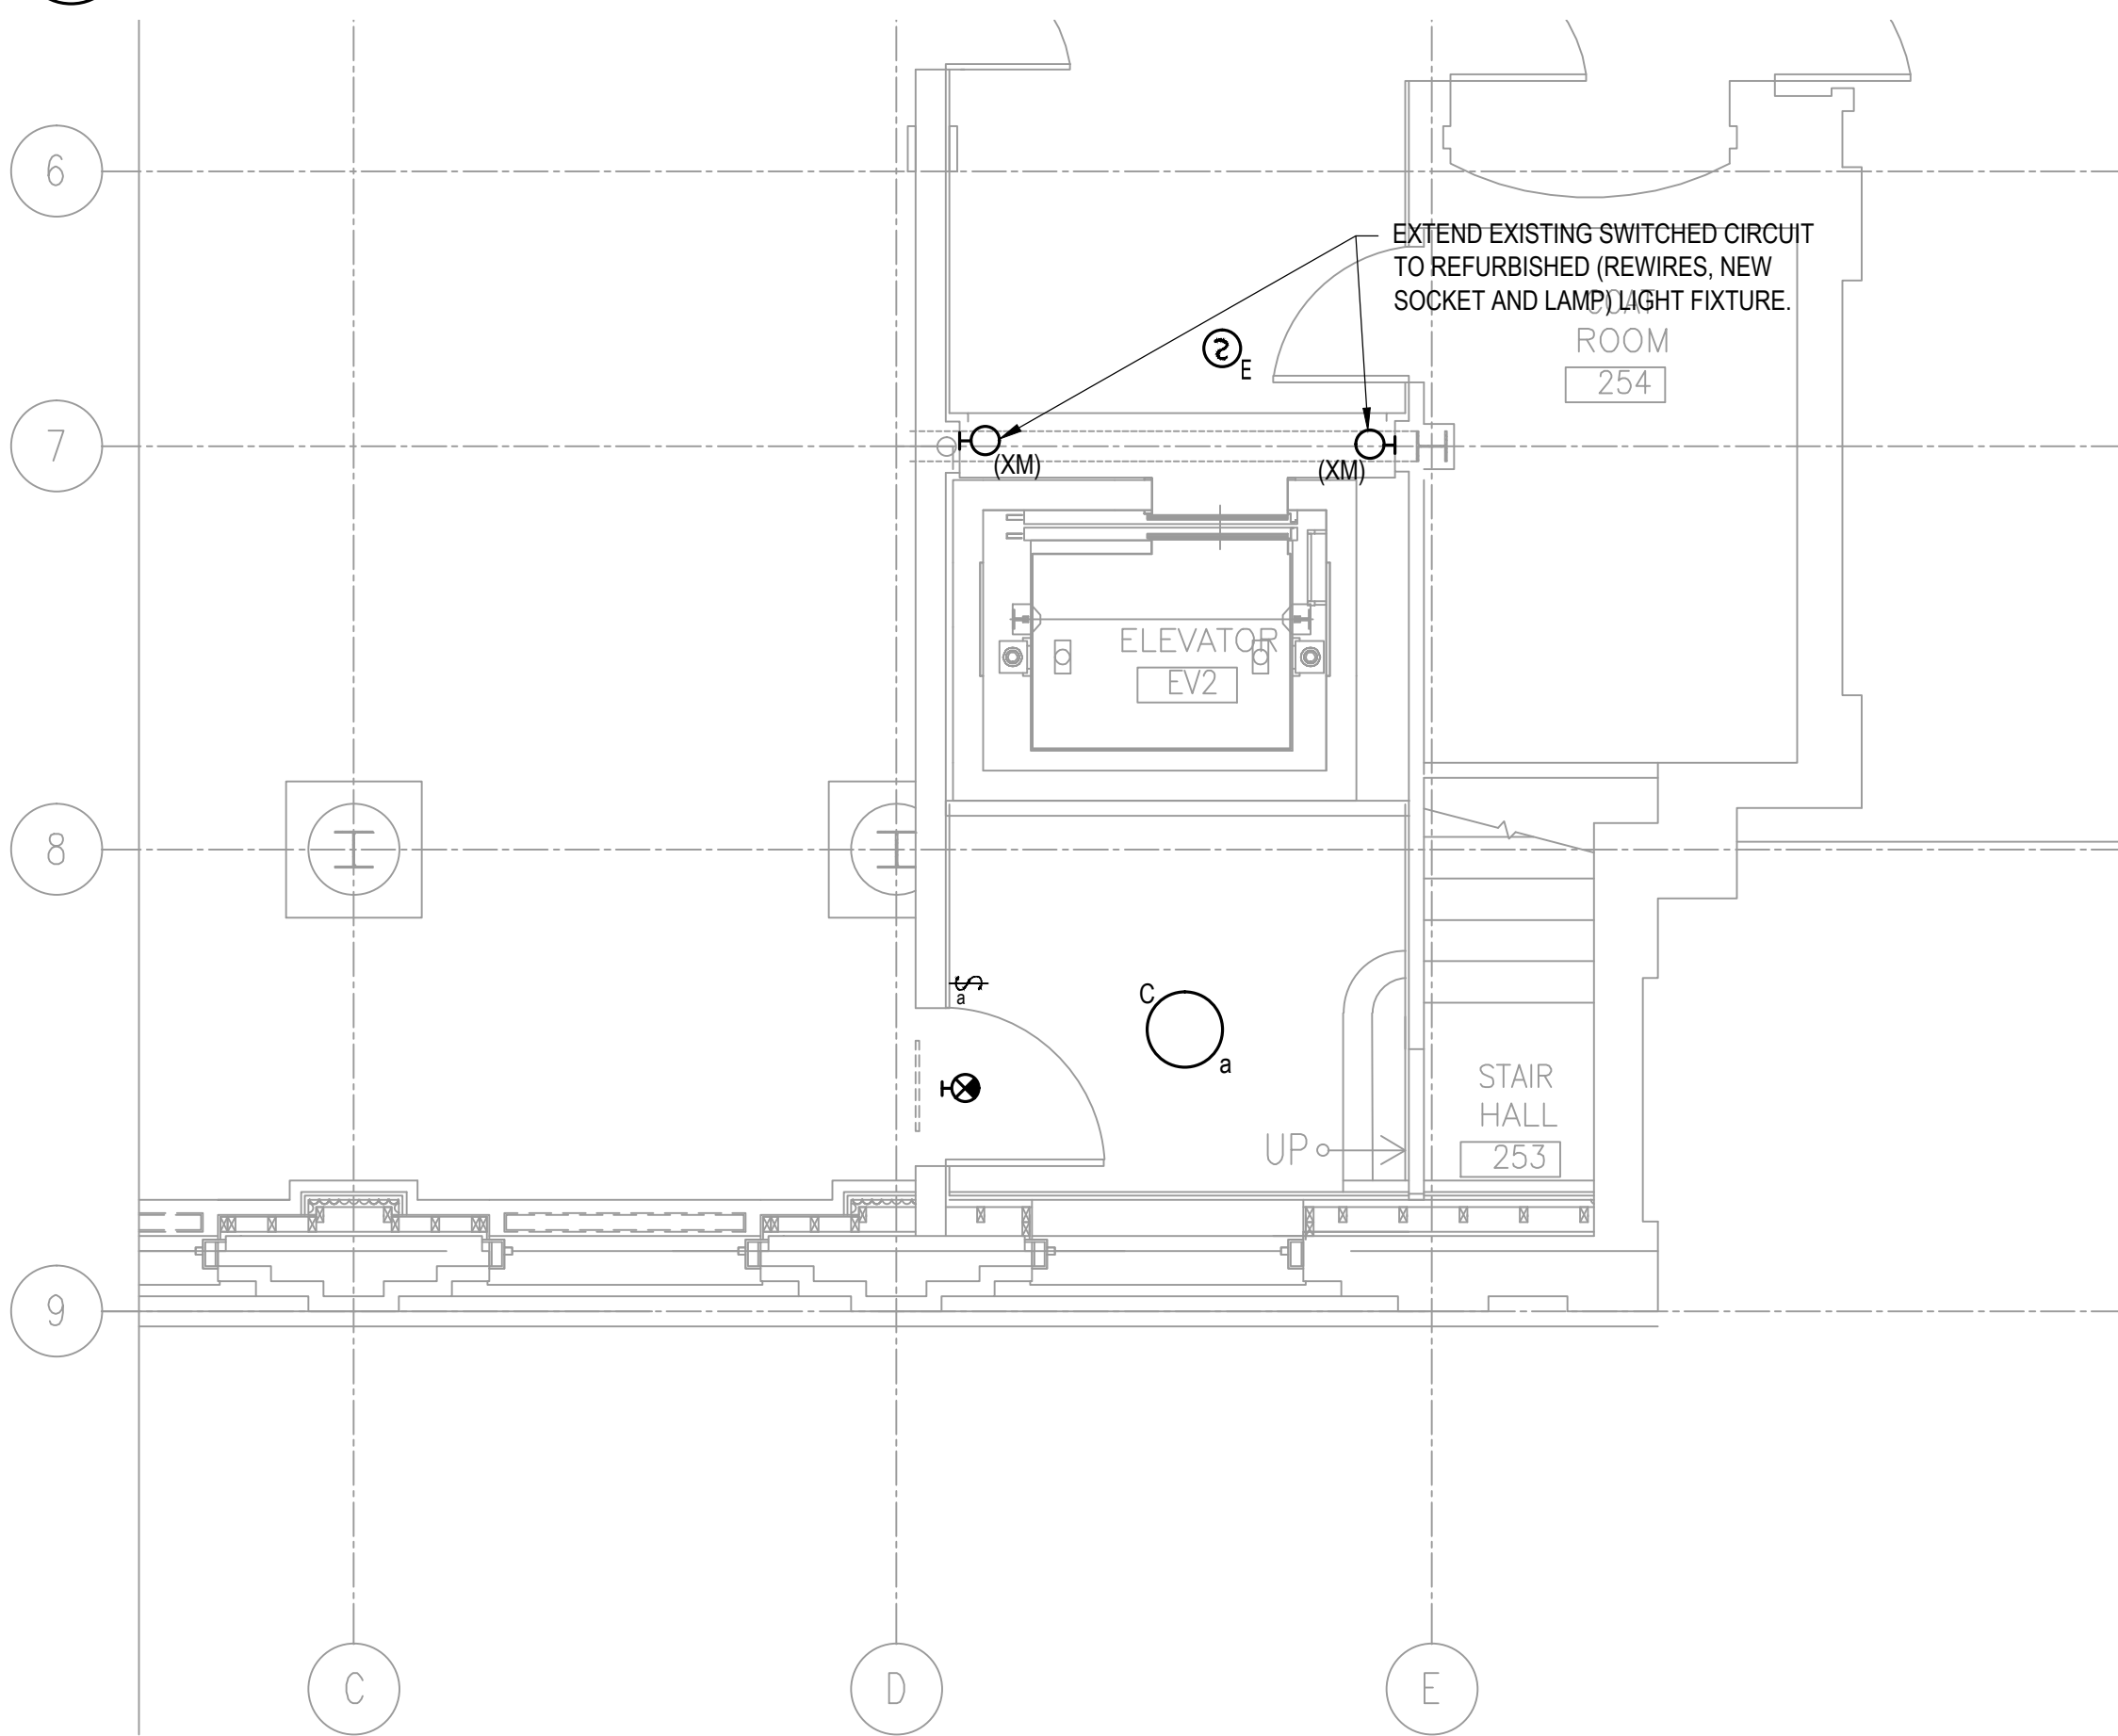 6
EXTEND EXISTING SWITCHED CIRCUIT
TO REFURBISHED (REWIRES, NEW
SOCKET AND LAMP) LIGHT FIXTURE.
COAT
ROOM
254
E
7
(XM)
(XM)
ELEVATOR
EV2
8
a
C
a
STAIR
HALL
253
UP
9
C
D
E